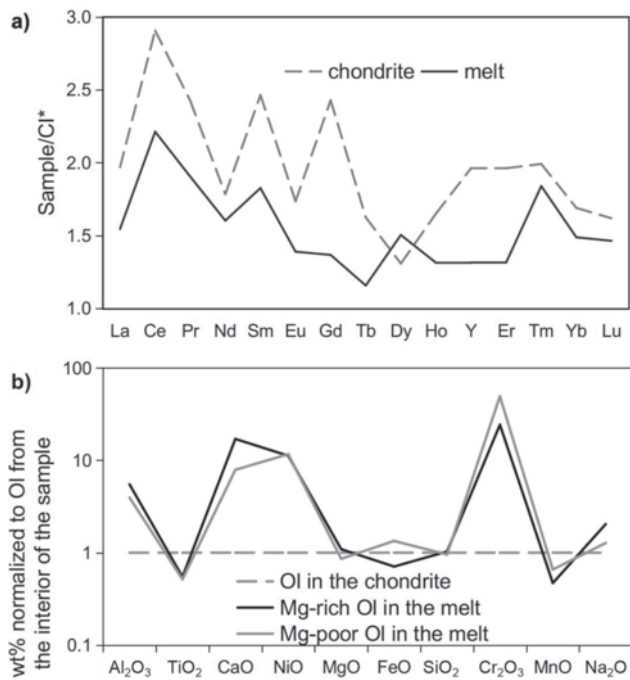 a)
3.0
2.5
2.0
1.5
1.0
Sample/CI*
chondrite
melt
La Ce Pr Nd Sm Eu Gd Tb Dy Ho Y Er Tm Yb Lu
b)
100
10
1
0.1
wt% normalized to Ol from
the interior of the sample
Ol in the chondrite
Mg-rich Ol in the melt
Mg-poor Ol in the melt
Al₂O₃ TiO₂ CaO NiO MgO FeO SiO₂ Cr₂O₃ MnO Na₂O